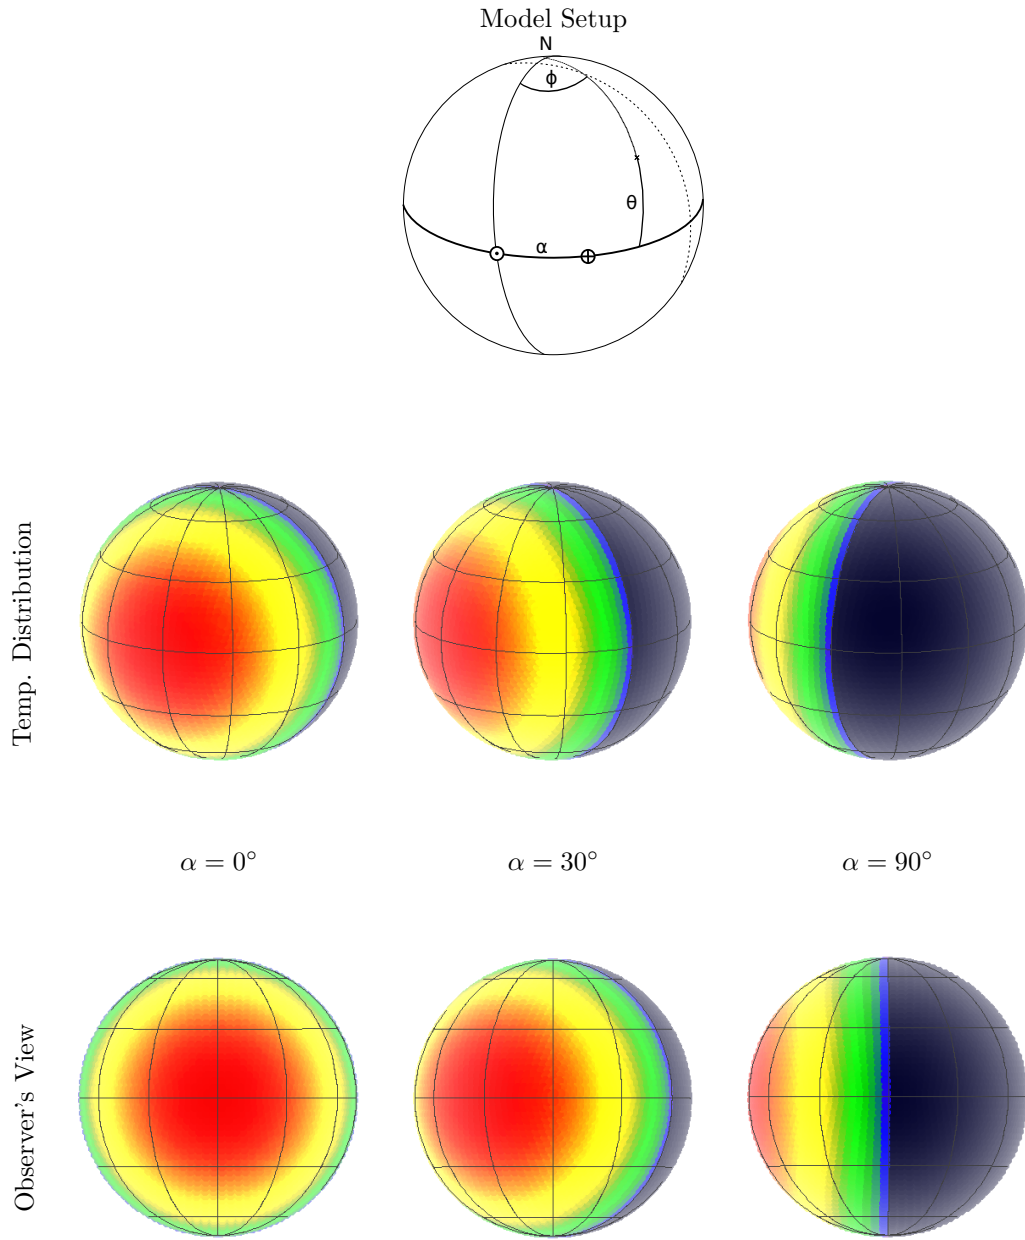 Model Setup
N
ϕ
θ
α
Temp. Distribution
α = 0° α = 30° α = 90°
Observer's View